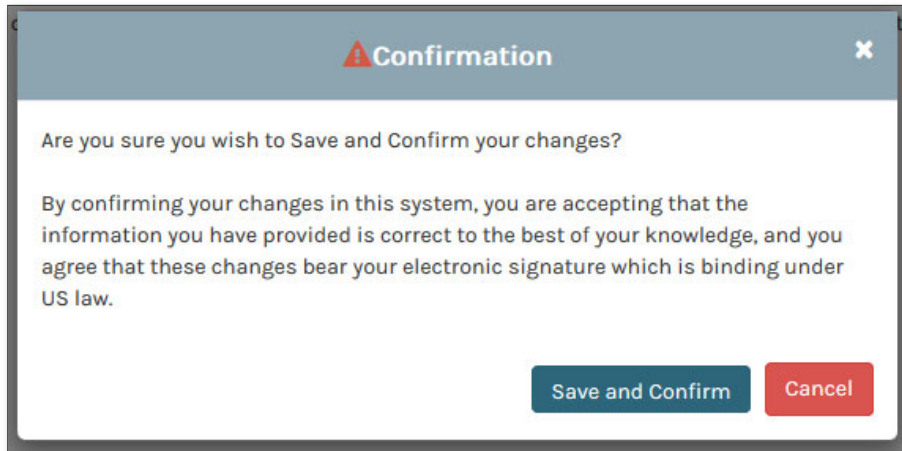 Confirmation
Are you sure you wish to Save and Confirm your changes?
By confirming your changes in this system, you are accepting that the
information you have provided is correct to the best of your knowledge, and you
agree that these changes bear your electronic signature which is binding under
US law.
Save and Confirm
Cancel